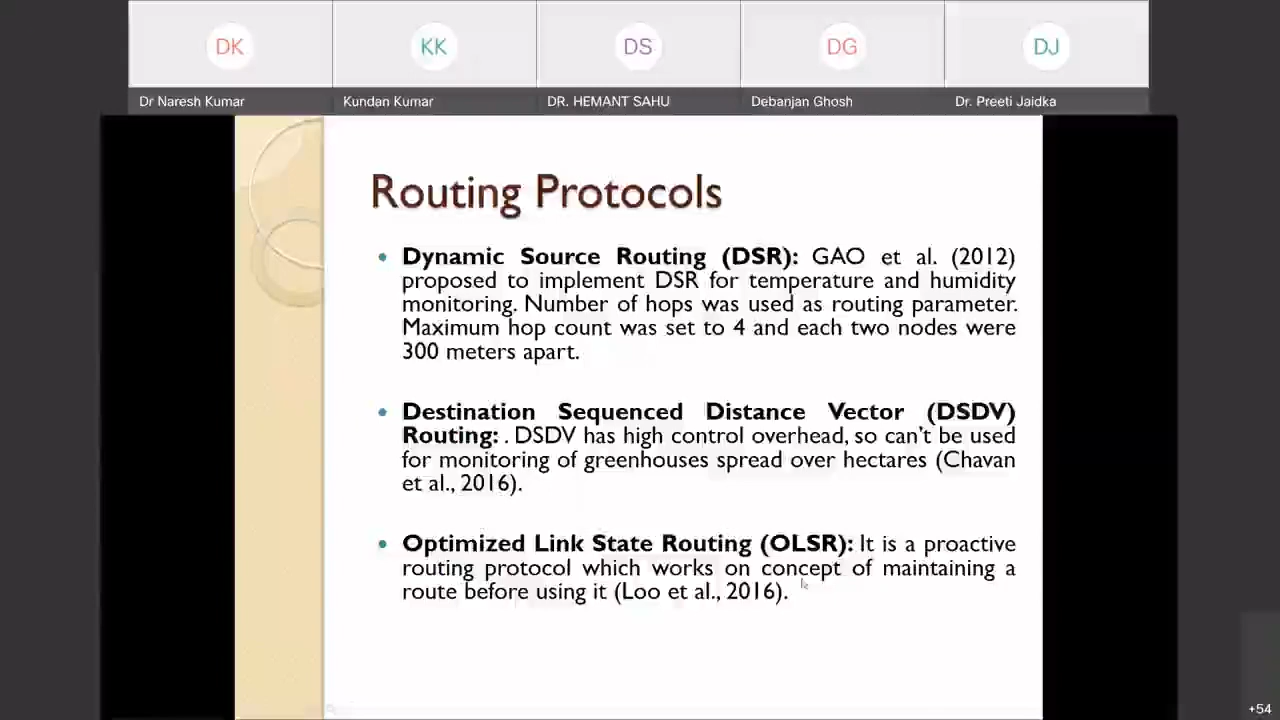 DK
KK
DS
DG
DJ
Dr Naresh Kumar
Kundan Kumar
DR. HEMANT SAHU
Debanjan Ghosh
Dr. Preeti Jaidka
Routing Protocols
• Dynamic Source Routing (DSR): GAO et al. (2012)
proposed to implement DSR for temperature and humidity
monitoring. Number of hops was used as routing parameter.
Maximum hop count was set to 4 and each two nodes were
300 meters apart.
• Destination Sequenced Distance Vector (DSDV)
Routing: . DSDV has high control overhead, so can't be used
for monitoring of greenhouses spread over hectares (Chavan
et al., 2016).
• Optimized Link State Routing (OLSR): It is a proactive
routing protocol which works on concept of maintaining a
route before using it (Loo et al., 2016).
+54